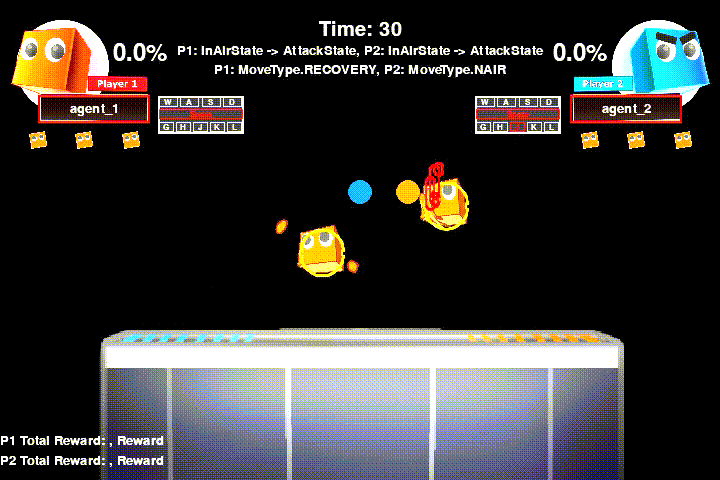 Time: 30
0.0%
P1: InAirState -> AttackState, P2: InAirState -> AttackState
0.0%
P1: MoveType.RECOVERY, P2: MoveType.NAIR
Player 1
Player 2
agent_1
agent_2
W A S D
G H J K L
W A S D
G H K L
P1 Total Reward: , Reward
P2 Total Reward: , Reward